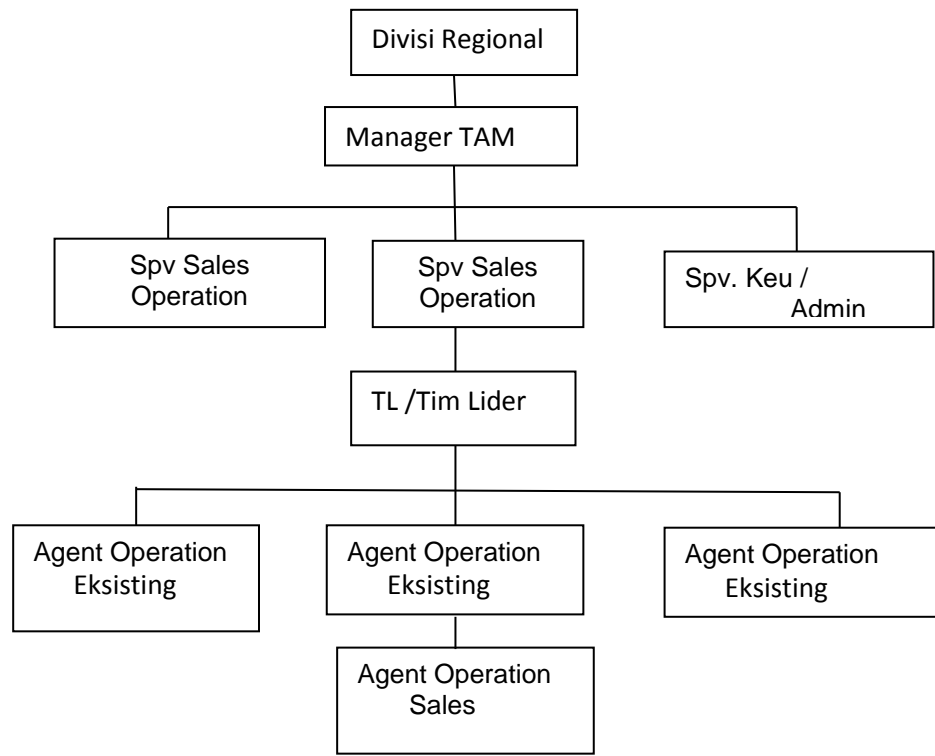 Divisi Regional
Manager TAM
Spv Sales
Operation
Spv Sales
Operation
Spv. Keu /
Admin
TL /Tim Lider
Agent Operation
Eksisting
Agent Operation
Eksisting
Agent Operation
Eksisting
Agent Operation
Sales